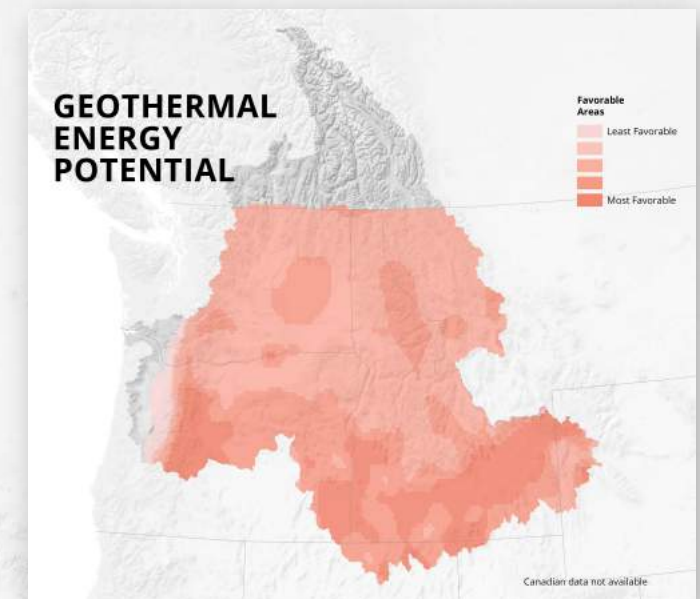 GEOTHERMAL
ENERGY
POTENTIAL
Favorable
Areas
Least Favorable
Most Favorable
Canadian data not available